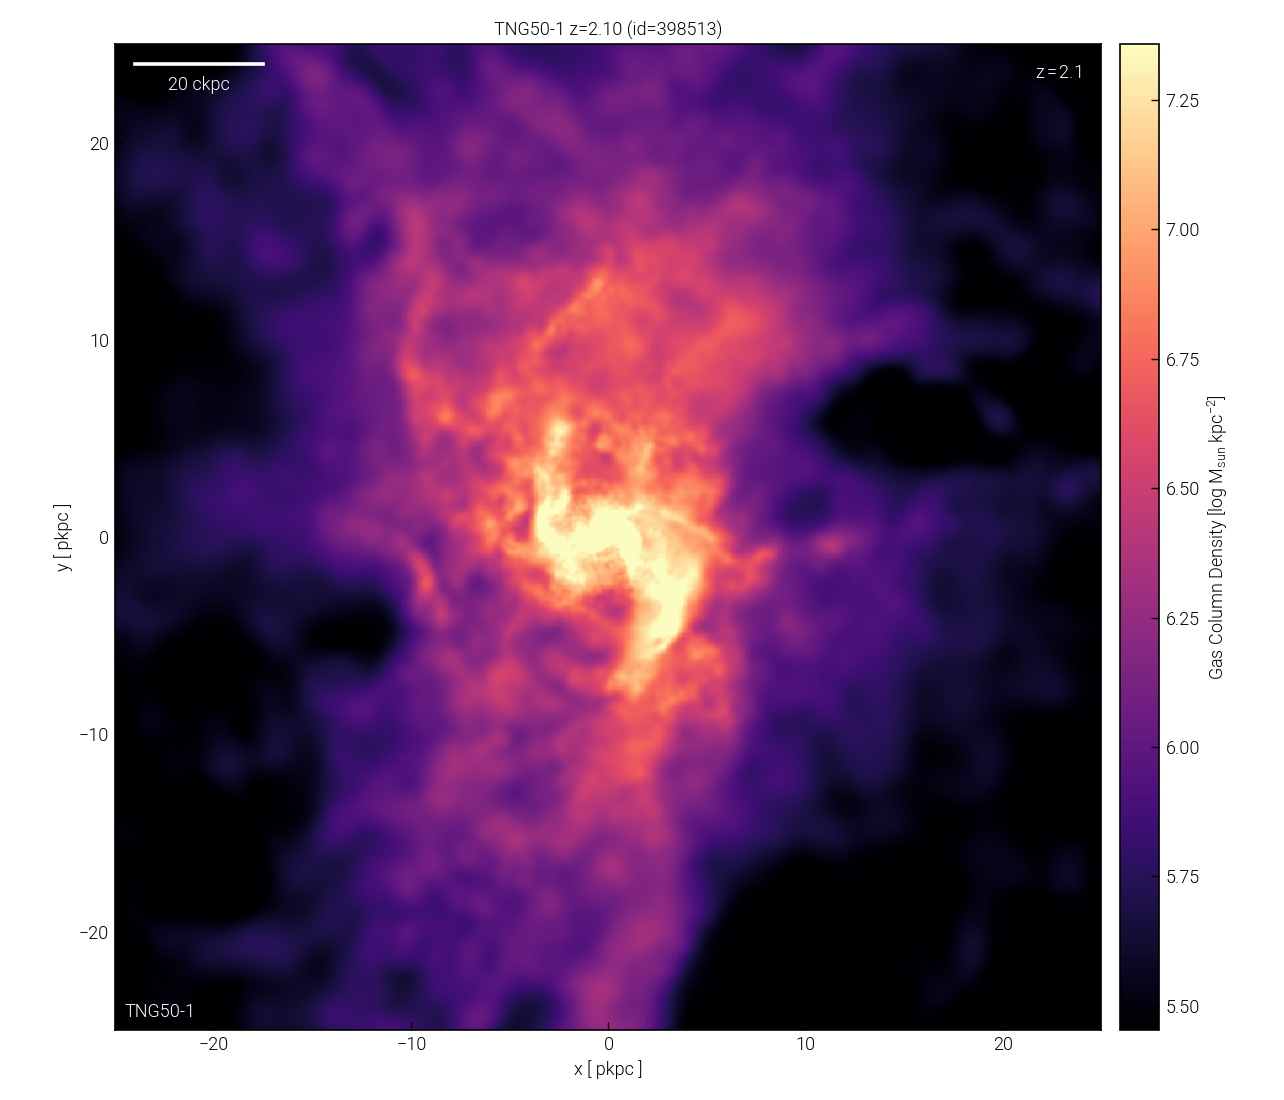 TNG50-1 z=2.10 (id=398513)
20 ckpc
z = 2.1
TNG50-1
20
10
0
−10
−20
y [ pkpc ]
−20
−10
0
10
20
x [ pkpc ]
7.25
7.00
6.75
6.50
6.25
6.00
5.75
5.50
Gas Column Density [log M_sun kpc^−2]